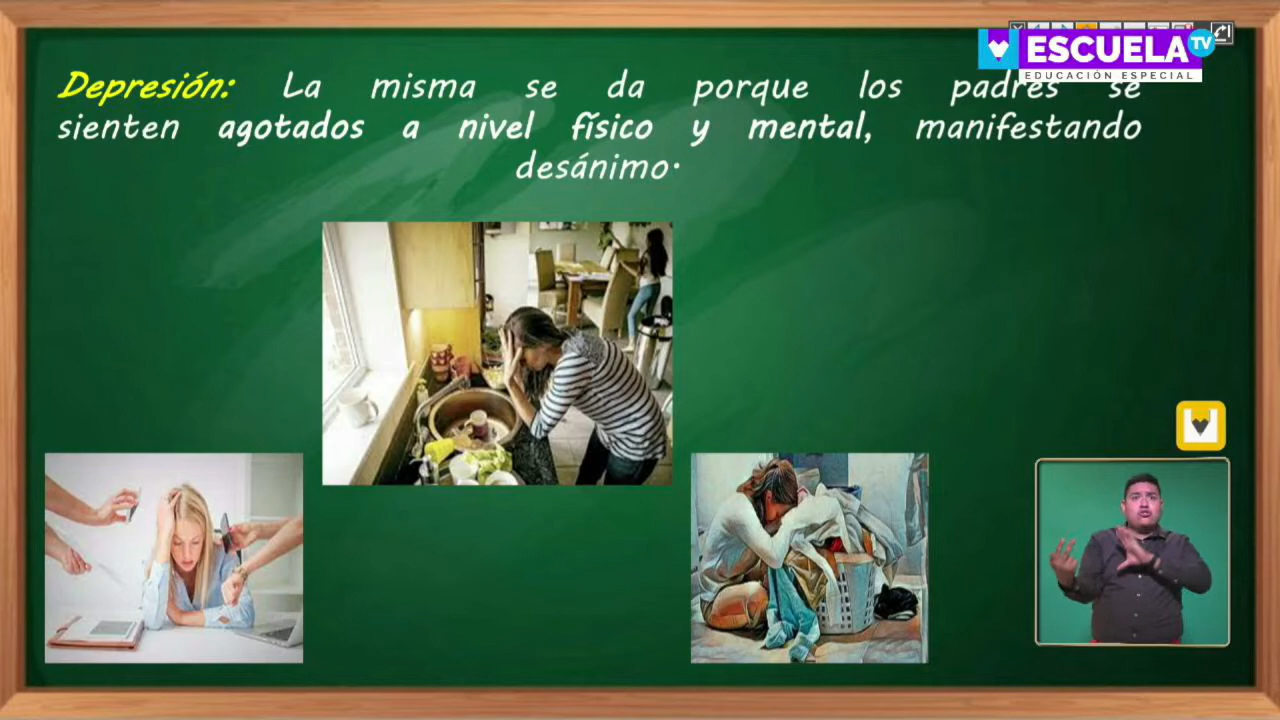 ESCUELA TV
EDUCACIÓN ESPECIAL
Depresión: La misma se da porque los padres se
sienten agotados a nivel físico y mental, manifestando
desánimo.